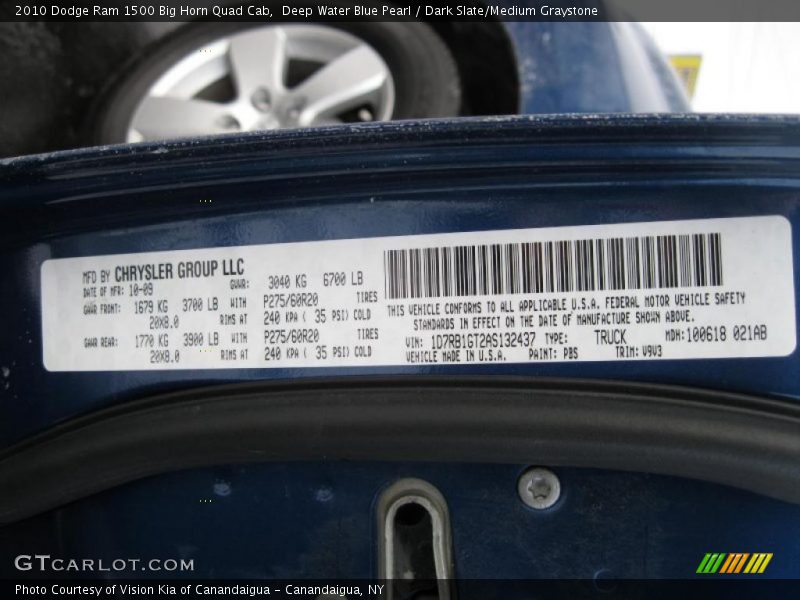 2010 Dodge Ram 1500 Big Horn Quad Cab, Deep Water Blue Pearl / Dark Slate/Medium Graystone
MFD BY CHRYSLER GROUP LLC
DATE OF MFR: 10-09 GVWR: 3040 KG 6700 LB
GAWR FRONT: 1679 KG 3700 LB WITH P275/60R20 TIRES
20X8.0 RIMS AT 240 KPA ( 35 PSI) COLD
GAWR REAR: 1770 KG 3900 LB WITH P275/60R20 TIRES
20X8.0 RIMS AT 240 KPA ( 35 PSI) COLD
THIS VEHICLE CONFORMS TO ALL APPLICABLE U.S.A. FEDERAL MOTOR VEHICLE SAFETY
STANDARDS IN EFFECT ON THE DATE OF MANUFACTURE SHOWN ABOVE.
VIN: 1D7RB1GT2AS132437 TYPE: TRUCK MDH: 100618 021AB
VEHICLE MADE IN U.S.A. PAINT: PBS TRIM: V9V3
GTCARLOT.COM
Photo Courtesy of Vision Kia of Canandaigua - Canandaigua, NY